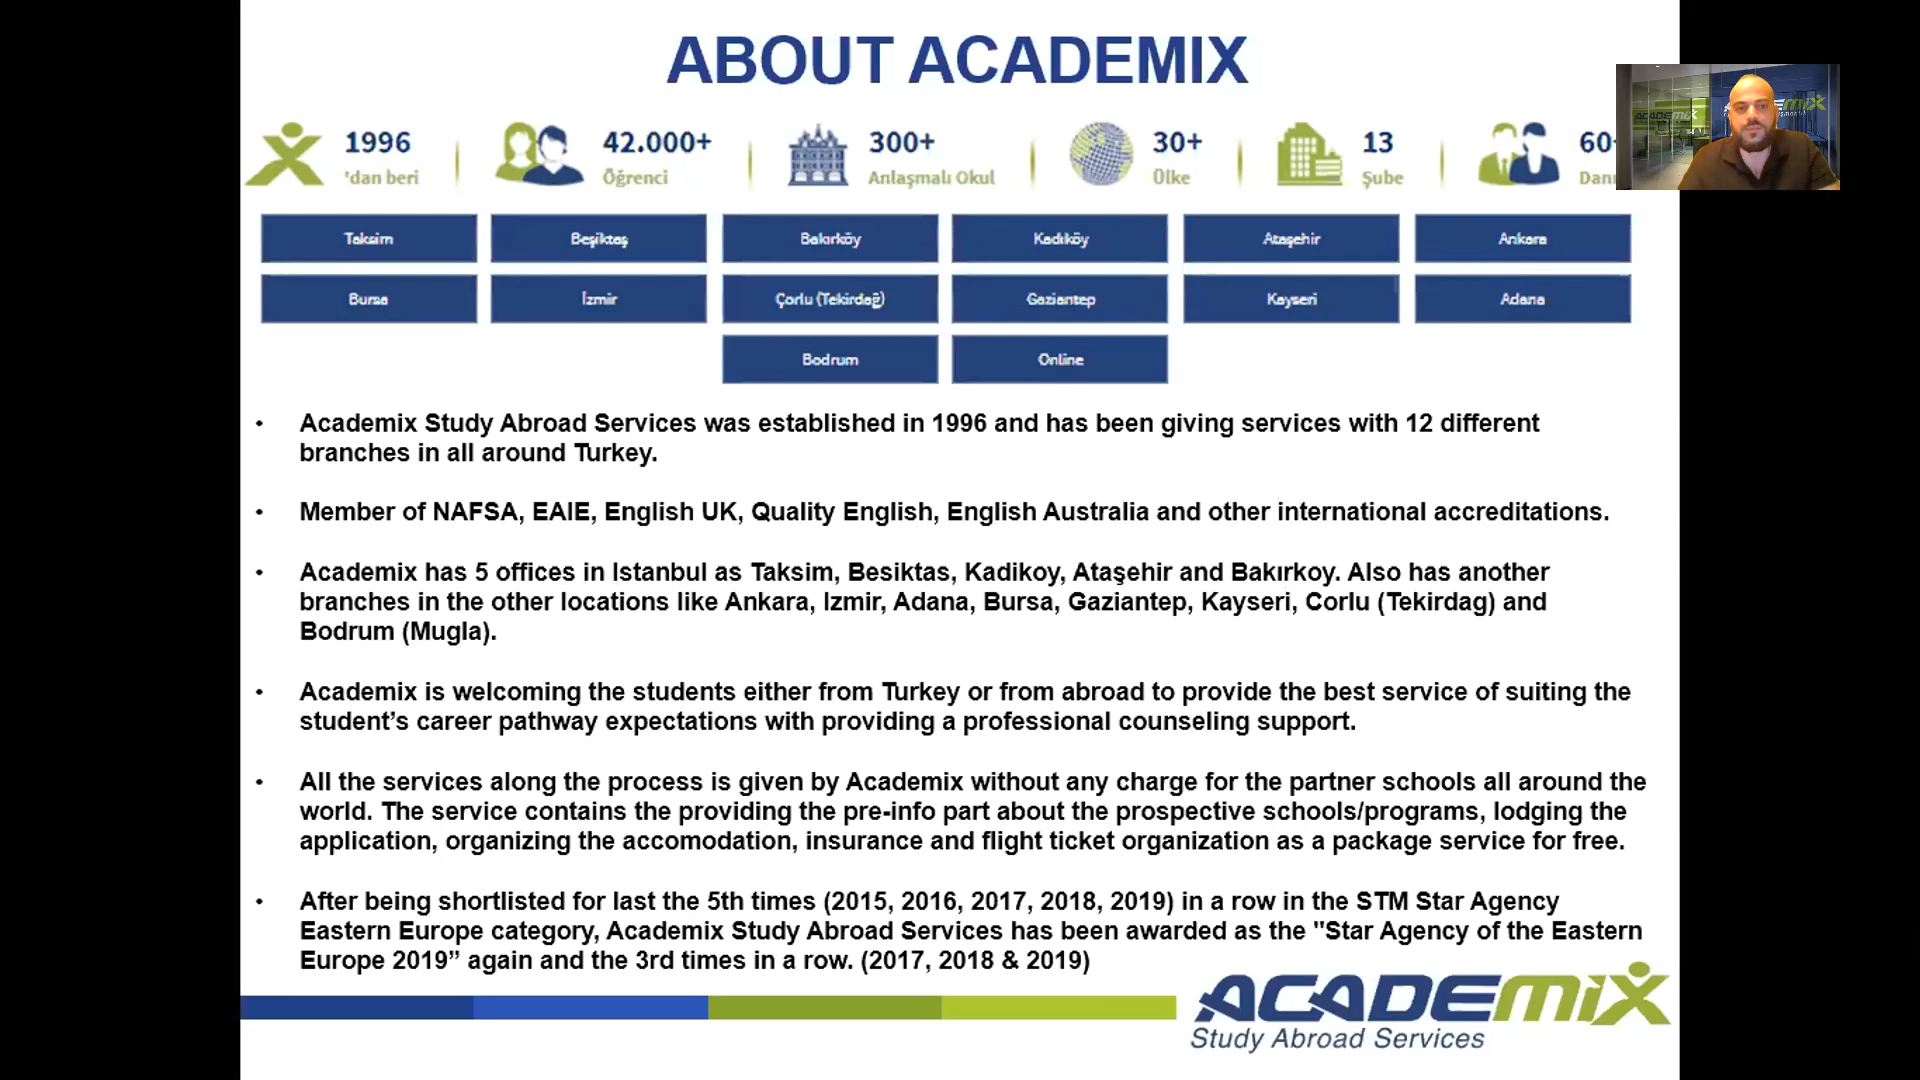 ABOUT ACADEMIX
1996
'dan beri
42.000+
Öğrenci
300+
Anlaşmalı Okul
30+
Ülke
13
Şube
60
Taksim
Beşiktaş
Bakırköy
Kadıköy
Ataşehir
Ankara
Bursa
İzmir
Çorlu (Tekirdağ)
Gaziantep
Kayseri
Adana
Bodrum
Online
• Academix Study Abroad Services was established in 1996 and has been giving services with 12 different
branches in all around Turkey.
• Member of NAFSA, EAIE, English UK, Quality English, English Australia and other international accreditations.
• Academix has 5 offices in Istanbul as Taksim, Besiktas, Kadikoy, Ataşehir and Bakırkoy. Also has another
branches in the other locations like Ankara, Izmir, Adana, Bursa, Gaziantep, Kayseri, Corlu (Tekirdag) and
Bodrum (Mugla).
• Academix is welcoming the students either from Turkey or from abroad to provide the best service of suiting the
student’s career pathway expectations with providing a professional counseling support.
• All the services along the process is given by Academix without any charge for the partner schools all around the
world. The service contains the providing the pre-info part about the prospective schools/programs, lodging the
application, organizing the accomodation, insurance and flight ticket organization as a package service for free.
• After being shortlisted for last the 5th times (2015, 2016, 2017, 2018, 2019) in a row in the STM Star Agency
Eastern Europe category, Academix Study Abroad Services has been awarded as the "Star Agency of the Eastern
Europe 2019” again and the 3rd times in a row. (2017, 2018 & 2019)
ACADEMiX
Study Abroad Services